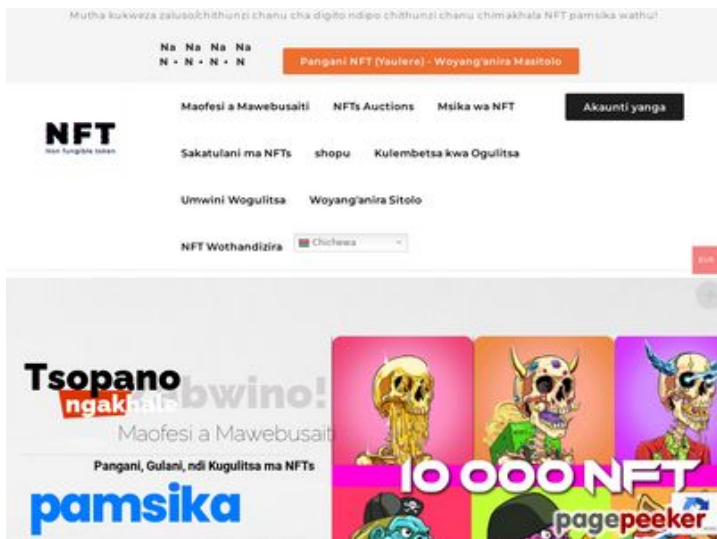 Mutha kukweza zaluso/chithunzi chanu cha digito ndipo chithunzi chanu chimakhala NFT pamsika wathu!
Na Na Na Na
N • N • N • N
Pangani NFT (Yaulere) - Woyang'anira Masitolo
Maofesi a Mawebusaiti NFTs Auctions Msika wa NFT Akaunti yanga
NFT
Non fungible token
Sakatulani ma NFTs shopu Kulembetsa kwa Ogulitsa
Umwini Wogulitsa Woyang'anira Sitolo
NFT Wothandizira Chichewa
EUR
Tsopano
ngakhale
Maofesi a Mawebusaiti
Pangani, Gulani, ndi Kugulitsa ma NFTs
pamsika
10 000 NFT
pagepeeker